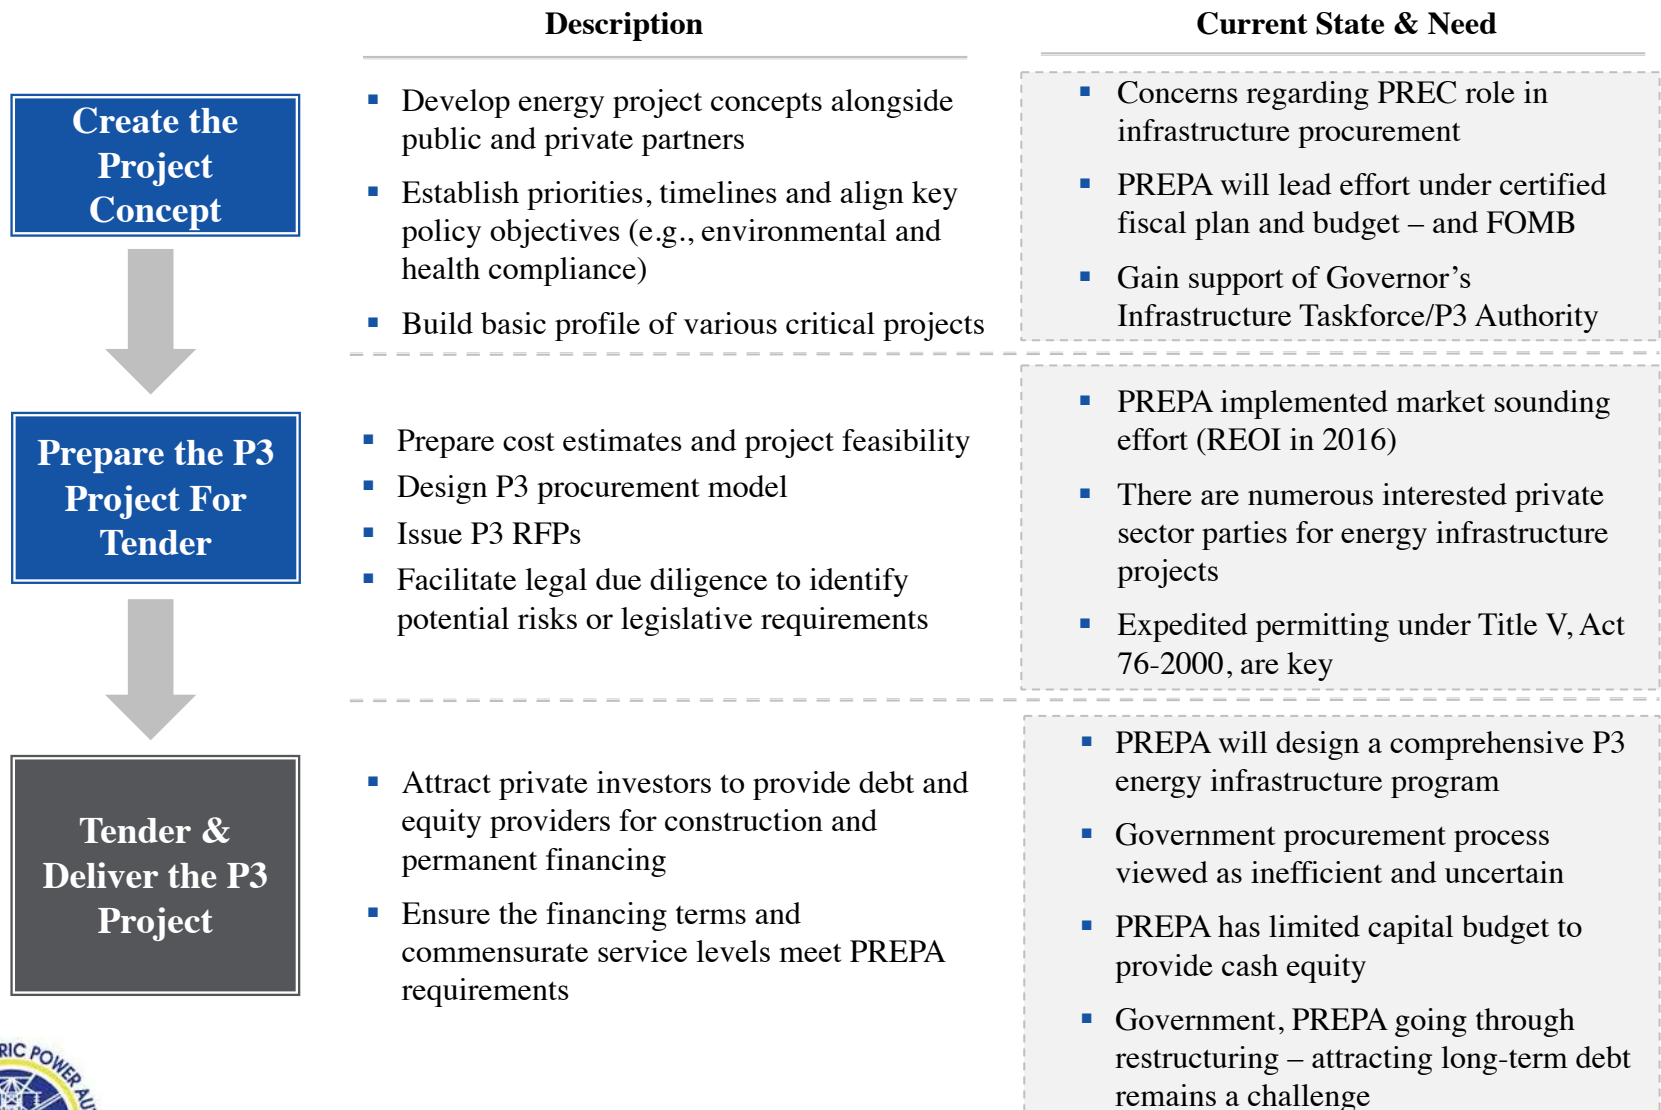 Description
Current State & Need
Create the
Project
Concept
▪ Develop energy project concepts alongside
public and private partners
▪ Establish priorities, timelines and align key
policy objectives (e.g., environmental and
health compliance)
▪ Build basic profile of various critical projects
▪ Concerns regarding PREC role in
infrastructure procurement
▪ PREPA will lead effort under certified
fiscal plan and budget – and FOMB
▪ Gain support of Governor’s
Infrastructure Taskforce/P3 Authority
Prepare the P3
Project For
Tender
▪ Prepare cost estimates and project feasibility
▪ Design P3 procurement model
▪ Issue P3 RFPs
▪ Facilitate legal due diligence to identify
potential risks or legislative requirements
▪ PREPA implemented market sounding
effort (REOI in 2016)
▪ There are numerous interested private
sector parties for energy infrastructure
projects
▪ Expedited permitting under Title V, Act
76-2000, are key
Tender &
Deliver the P3
Project
▪ Attract private investors to provide debt and
equity providers for construction and
permanent financing
▪ Ensure the financing terms and
commensurate service levels meet PREPA
requirements
▪ PREPA will design a comprehensive P3
energy infrastructure program
▪ Government procurement process
viewed as inefficient and uncertain
▪ PREPA has limited capital budget to
provide cash equity
▪ Government, PREPA going through
restructuring – attracting long-term debt
remains a challenge
RIC POWER AU